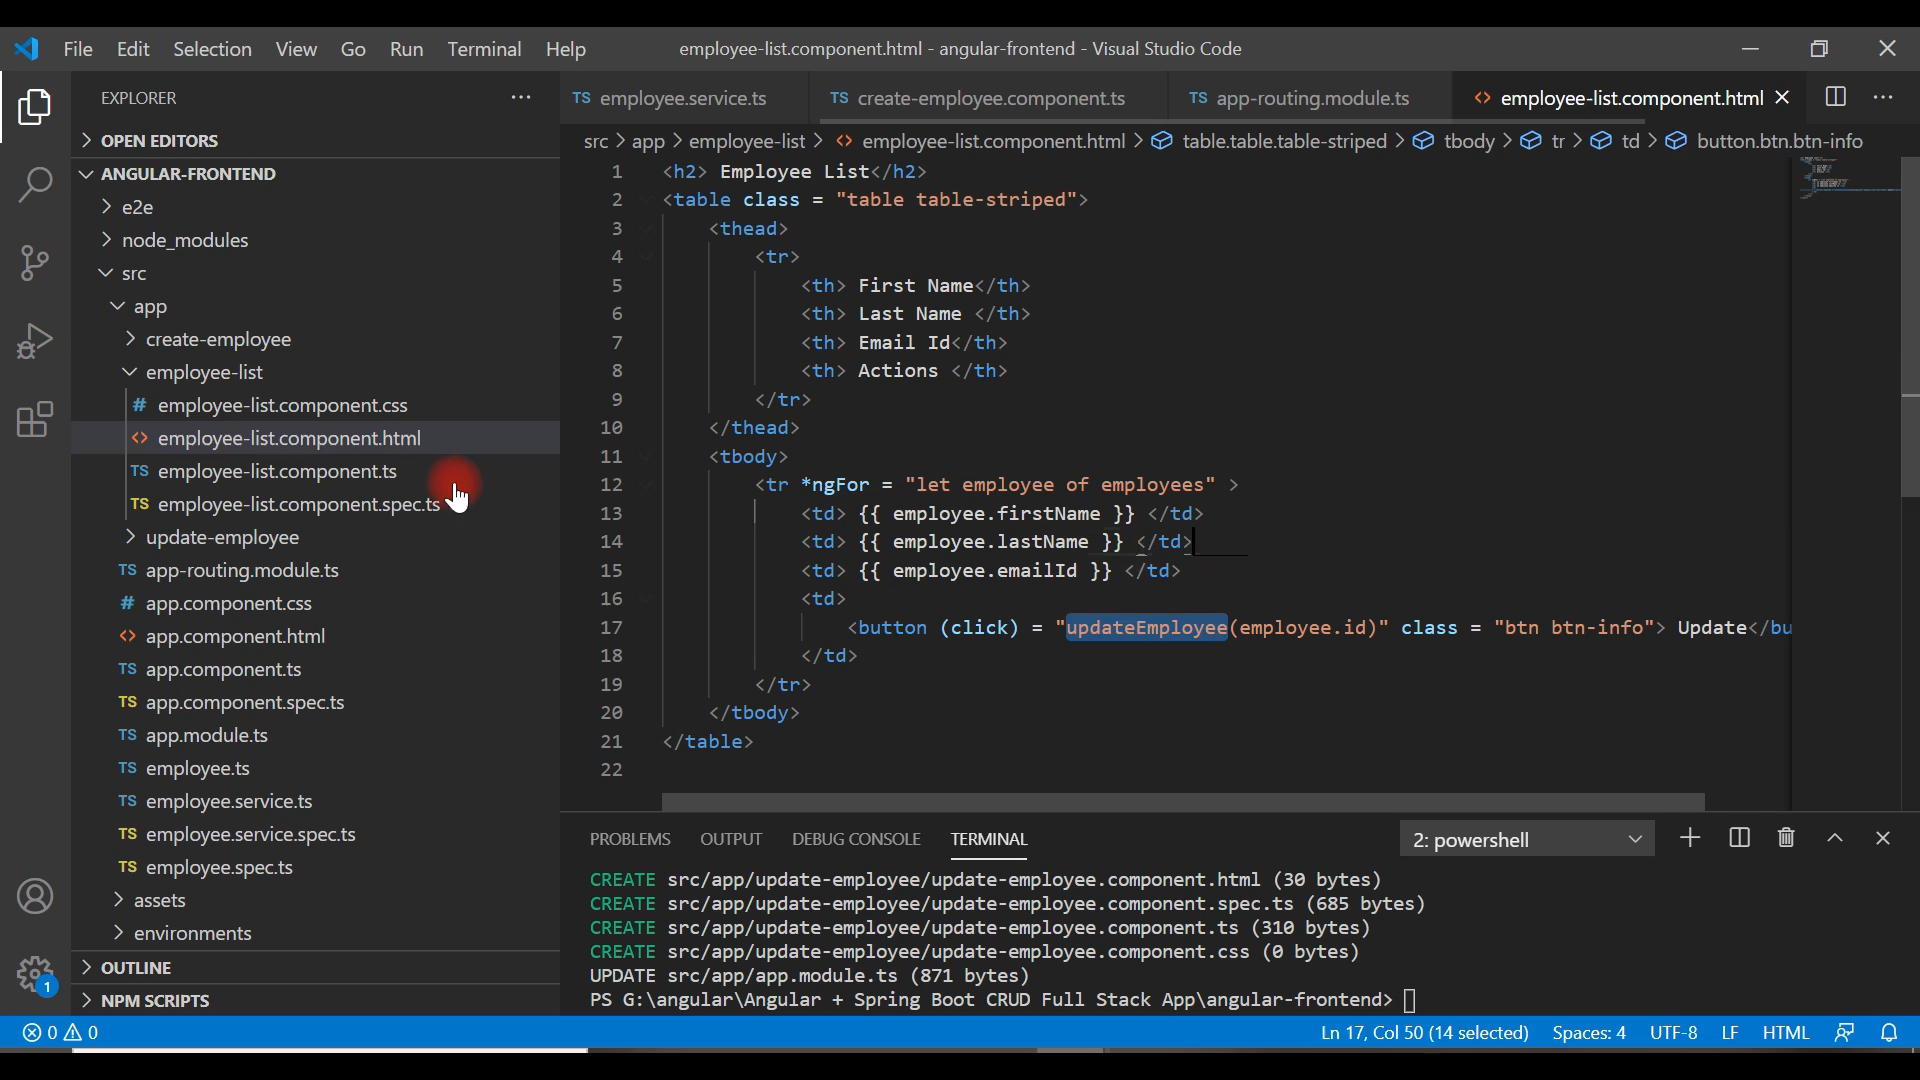 File Edit Selection View Go Run Terminal Help employee-list.component.html - angular-frontend - Visual Studio Code
EXPLORER
OPEN EDITORS
ANGULAR-FRONTEND
e2e
node_modules
src
app
create-employee
employee-list
# employee-list.component.css
<> employee-list.component.html
TS employee-list.component.ts
TS employee-list.component.spec.ts
update-employee
TS app-routing.module.ts
# app.component.css
<> app.component.html
TS app.component.ts
TS app.component.spec.ts
TS app.module.ts
TS employee.ts
TS employee.service.ts
TS employee.service.spec.ts
TS employee.spec.ts
assets
environments
OUTLINE
NPM SCRIPTS
1
TS employee.service.ts TS create-employee.component.ts TS app-routing.module.ts <> employee-list.component.html
src > app > employee-list > <> employee-list.component.html > table.table.table-striped > tbody > tr > td > button.btn.btn-info
1 <h2> Employee List</h2>
2 <table class = "table table-striped">
3 <thead>
4 <tr>
5 <th> First Name</th>
6 <th> Last Name </th>
7 <th> Email Id</th>
8 <th> Actions </th>
9 </tr>
10 </thead>
11 <tbody>
12 <tr *ngFor = "let employee of employees" >
13 <td> {{ employee.firstName }} </td>
14 <td> {{ employee.lastName }} </td>
15 <td> {{ employee.emailId }} </td>
16 <td>
17 <button (click) = "updateEmployee(employee.id)" class = "btn btn-info"> Update</bu
18 </td>
19 </tr>
20 </tbody>
21 </table>
22
PROBLEMS OUTPUT DEBUG CONSOLE TERMINAL 2: powershell
CREATE src/app/update-employee/update-employee.component.html (30 bytes)
CREATE src/app/update-employee/update-employee.component.spec.ts (685 bytes)
CREATE src/app/update-employee/update-employee.component.ts (310 bytes)
CREATE src/app/update-employee/update-employee.component.css (0 bytes)
UPDATE src/app/app.module.ts (871 bytes)
PS G:\angular\Angular + Spring Boot CRUD Full Stack App\angular-frontend>
0 0 Ln 17, Col 50 (14 selected) Spaces: 4 UTF-8 LF HTML